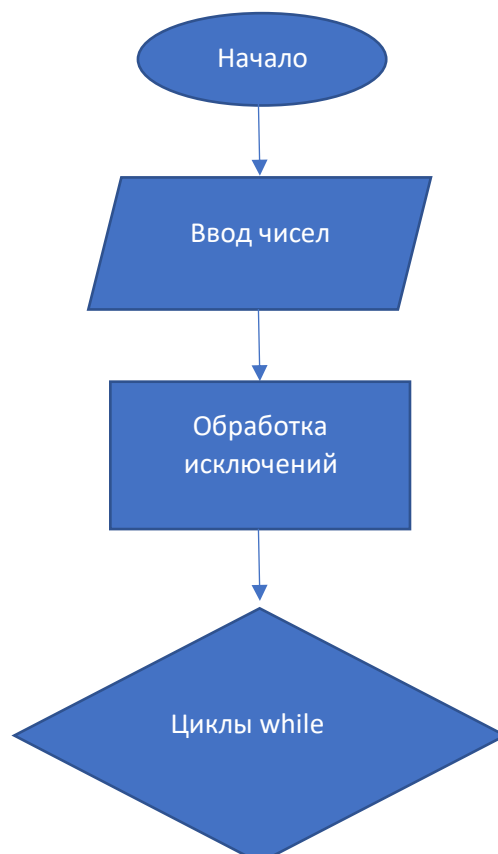 Начало
Ввод чисел
Обработка
исключений
Циклы while